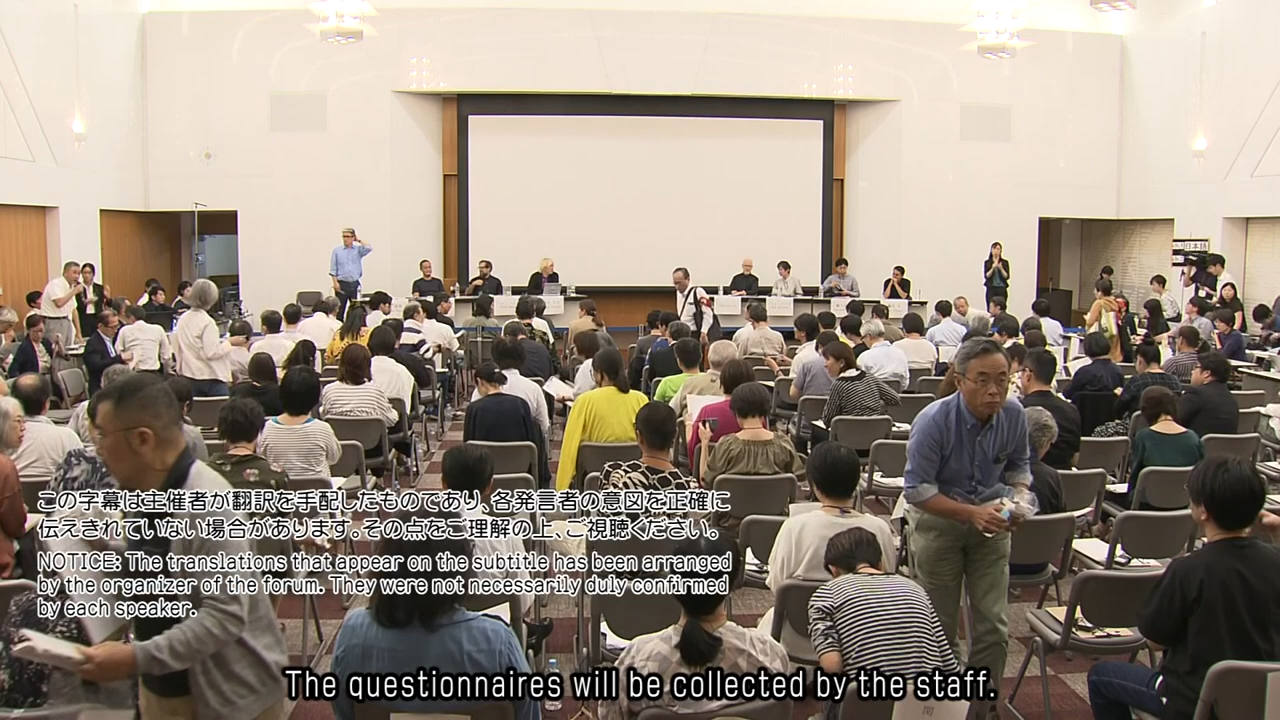 日本語
この字幕は主催者が翻訳を手配したものであり、各発言者の意図を正確に
伝えきれていない場合があります。その点をご理解の上、ご視聴ください。
NOTICE: The translations that appear on the subtitle has been arranged
by the organizer of the forum. They were not necessarily duly confirmed
by each speaker.
The questionnaires will be collected by the staff.